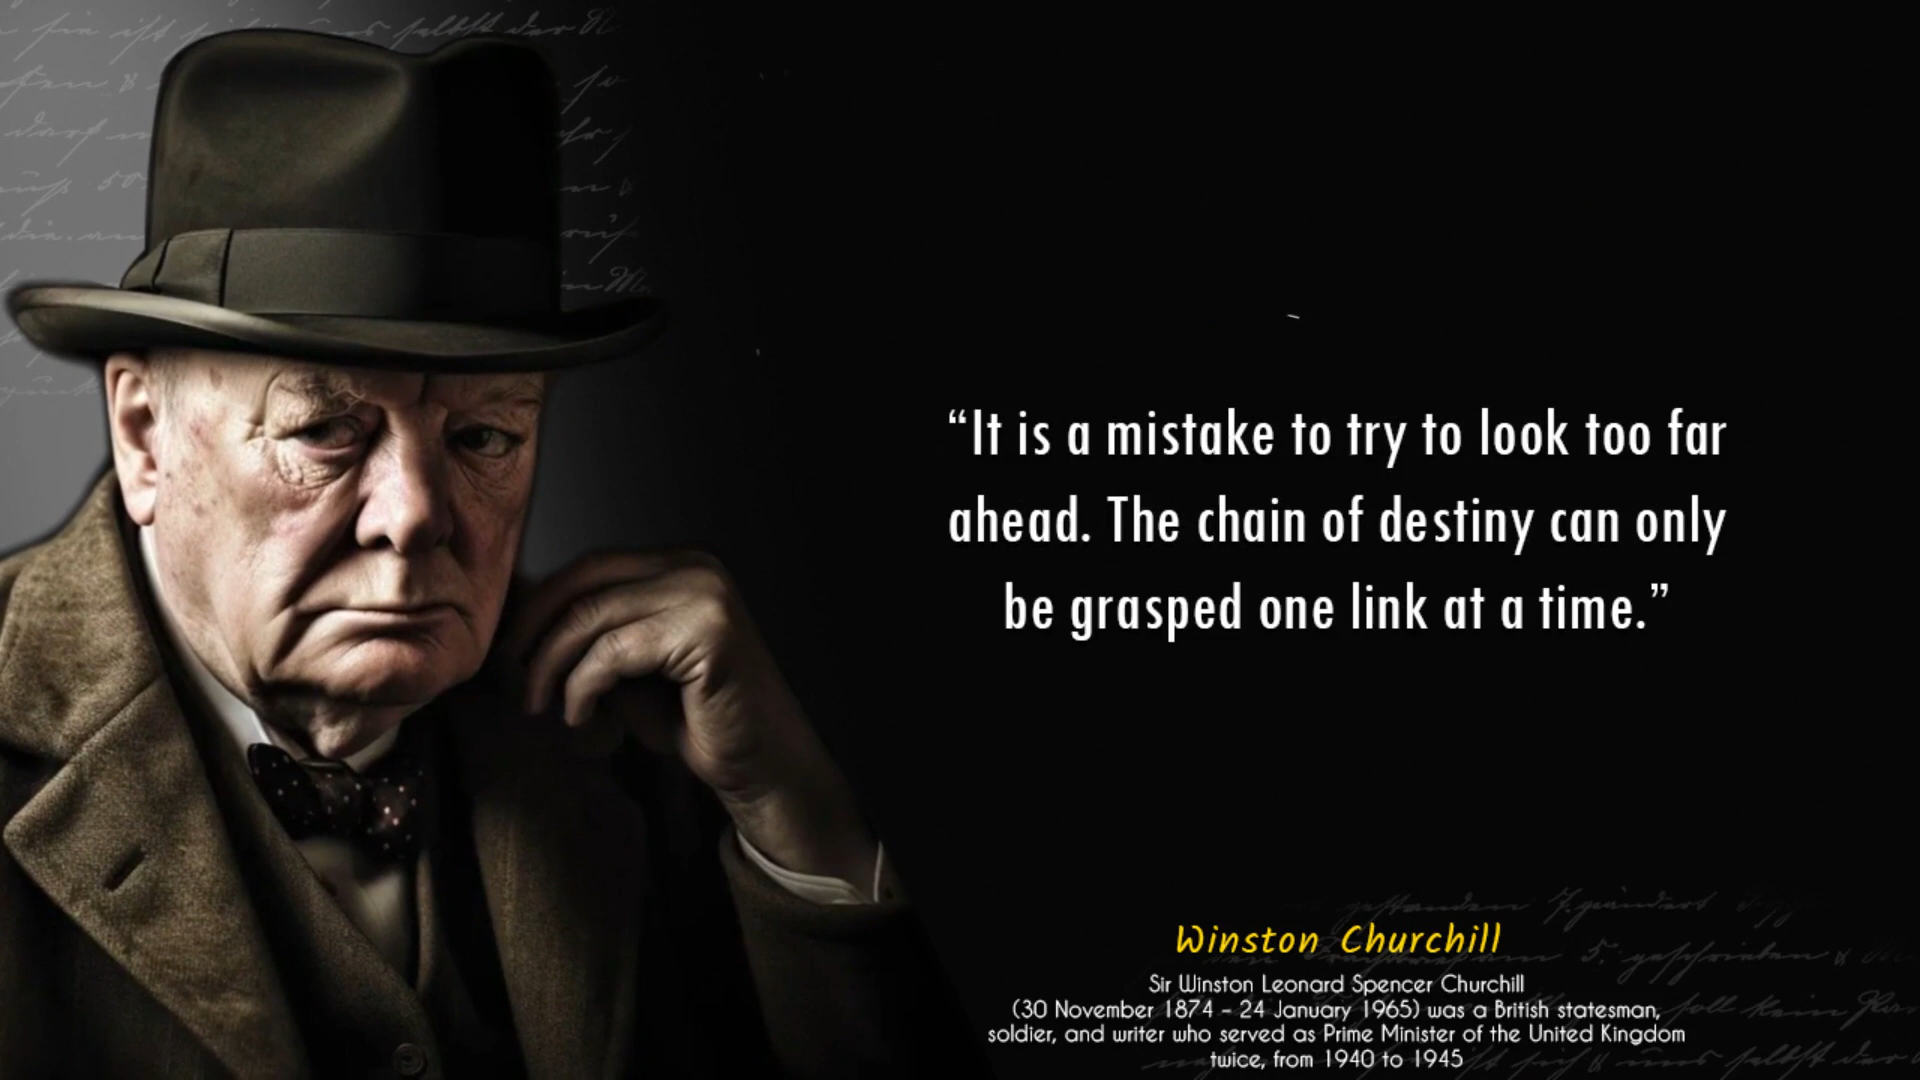 “It is a mistake to try to look too far
ahead. The chain of destiny can only
be grasped one link at a time.”
Winston Churchill
Sir Winston Leonard Spencer Churchill
(30 November 1874 – 24 January 1965) was a British statesman,
soldier, and writer who served as Prime Minister of the United Kingdom
twice, from 1940 to 1945